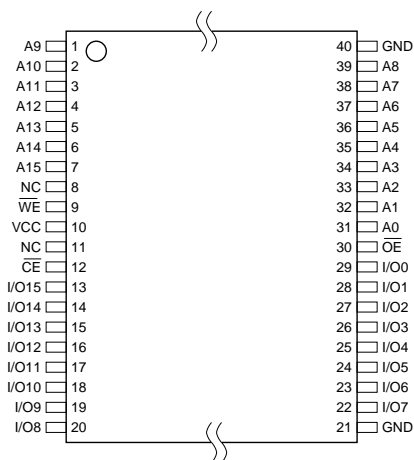 A9 1 40 GND
A10 2 39 A8
A11 3 38 A7
A12 4 37 A6
A13 5 36 A5
A14 6 35 A4
A15 7 34 A3
NC 8 33 A2
WE 9 32 A1
VCC 10 31 A0
NC 11 30 OE
CE 12 29 I/O0
I/O15 13 28 I/O1
I/O14 14 27 I/O2
I/O13 15 26 I/O3
I/O12 16 25 I/O4
I/O11 17 24 I/O5
I/O10 18 23 I/O6
I/O9 19 22 I/O7
I/O8 20 21 GND